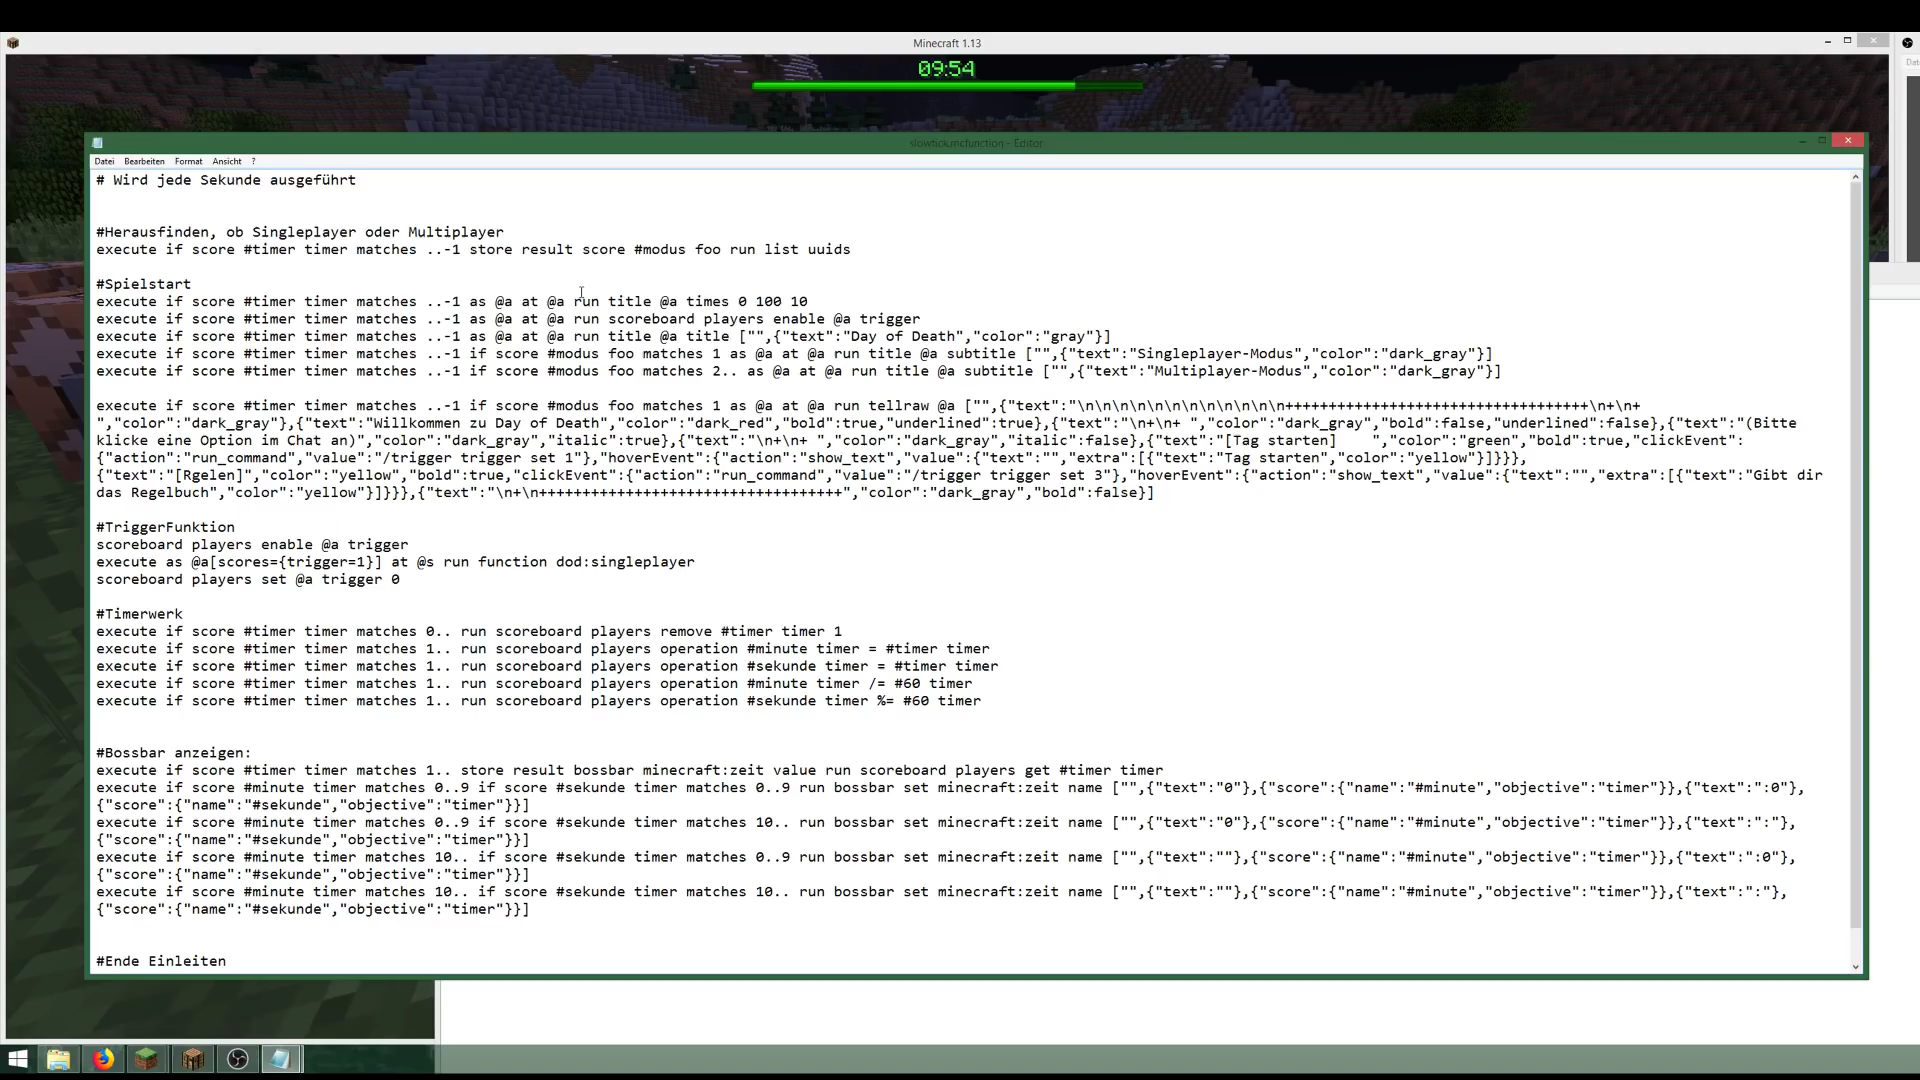 Minecraft 1.13
09:54
Dat
slowtick.mcfunction - Editor
Datei Bearbeiten Format Ansicht ?
# Wird jede Sekunde ausgeführt
#Herausfinden, ob Singleplayer oder Multiplayer
execute if score #timer timer matches ..-1 store result score #modus foo run list uuids
#Spielstart
execute if score #timer timer matches ..-1 as @a at @a run title @a times 0 100 10
execute if score #timer timer matches ..-1 as @a at @a run scoreboard players enable @a trigger
execute if score #timer timer matches ..-1 as @a at @a run title @a title ["",{"text":"Day of Death","color":"gray"}]
execute if score #timer timer matches ..-1 if score #modus foo matches 1 as @a at @a run title @a subtitle ["",{"text":"Singleplayer-Modus","color":"dark_gray"}]
execute if score #timer timer matches ..-1 if score #modus foo matches 2.. as @a at @a run title @a subtitle ["",{"text":"Multiplayer-Modus","color":"dark_gray"}]
execute if score #timer timer matches ..-1 if score #modus foo matches 1 as @a at @a run tellraw @a ["",{"text":"\n\n\n\n\n\n\n\n\n\n\n\n+++++++++++++++++++++++++++++++++++\n+\n+
","color":"dark_gray"},{"text":"Willkommen zu Day of Death","color":"dark_red","bold":true,"underlined":true},{"text":"\n+\n+ ","color":"dark_gray","bold":false,"underlined":false},{"text":"(Bitte
klicke eine Option im Chat an)","color":"dark_gray","italic":true},{"text":"\n+\n+ ","color":"dark_gray","italic":false},{"text":"[Tag starten]    ","color":"green","bold":true,"clickEvent":
{"action":"run_command","value":"/trigger trigger set 1"},"hoverEvent":{"action":"show_text","value":{"text":"","extra":[{"text":"Tag starten","color":"yellow"}]}}},
{"text":"[Rgelen]","color":"yellow","bold":true,"clickEvent":{"action":"run_command","value":"/trigger trigger set 3"},"hoverEvent":{"action":"show_text","value":{"text":"","extra":[{"text":"Gibt dir
das Regelbuch","color":"yellow"}]}}},{"text":"\n+\n+++++++++++++++++++++++++++++++++++","color":"dark_gray","bold":false}]
#TriggerFunktion
scoreboard players enable @a trigger
execute as @a[scores={trigger=1}] at @s run function dod:singleplayer
scoreboard players set @a trigger 0
#Timerwerk
execute if score #timer timer matches 0.. run scoreboard players remove #timer timer 1
execute if score #timer timer matches 1.. run scoreboard players operation #minute timer = #timer timer
execute if score #timer timer matches 1.. run scoreboard players operation #sekunde timer = #timer timer
execute if score #timer timer matches 1.. run scoreboard players operation #minute timer /= #60 timer
execute if score #timer timer matches 1.. run scoreboard players operation #sekunde timer %= #60 timer
#Bossbar anzeigen:
execute if score #timer timer matches 1.. store result bossbar minecraft:zeit value run scoreboard players get #timer timer
execute if score #minute timer matches 0..9 if score #sekunde timer matches 0..9 run bossbar set minecraft:zeit name ["",{"text":"0"},{"score":{"name":"#minute","objective":"timer"}},{"text":":0"},
{"score":{"name":"#sekunde","objective":"timer"}}]
execute if score #minute timer matches 0..9 if score #sekunde timer matches 10.. run bossbar set minecraft:zeit name ["",{"text":"0"},{"score":{"name":"#minute","objective":"timer"}},{"text":":"},
{"score":{"name":"#sekunde","objective":"timer"}}]
execute if score #minute timer matches 10.. if score #sekunde timer matches 0..9 run bossbar set minecraft:zeit name ["",{"text":""},{"score":{"name":"#minute","objective":"timer"}},{"text":":0"},
{"score":{"name":"#sekunde","objective":"timer"}}]
execute if score #minute timer matches 10.. if score #sekunde timer matches 10.. run bossbar set minecraft:zeit name ["",{"text":""},{"score":{"name":"#minute","objective":"timer"}},{"text":":"},
{"score":{"name":"#sekunde","objective":"timer"}}]
#Ende Einleiten